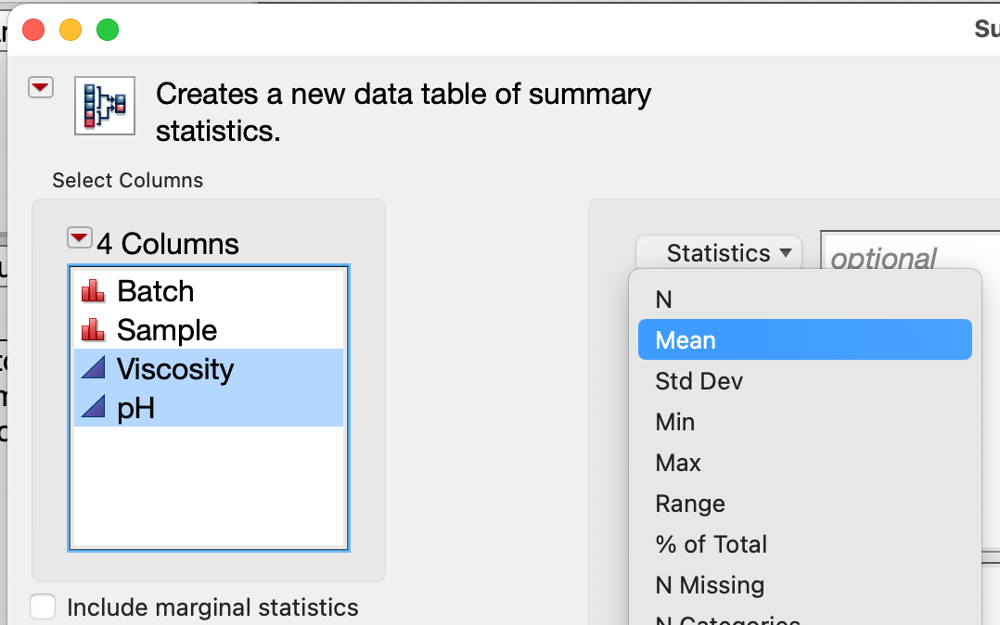 Su
Creates a new data table of summary
statistics.
Select Columns
4 Columns
Batch
Sample
Viscosity
pH
Include marginal statistics
Statistics
optional
N
Mean
Std Dev
Min
Max
Range
% of Total
N Missing
N Categories